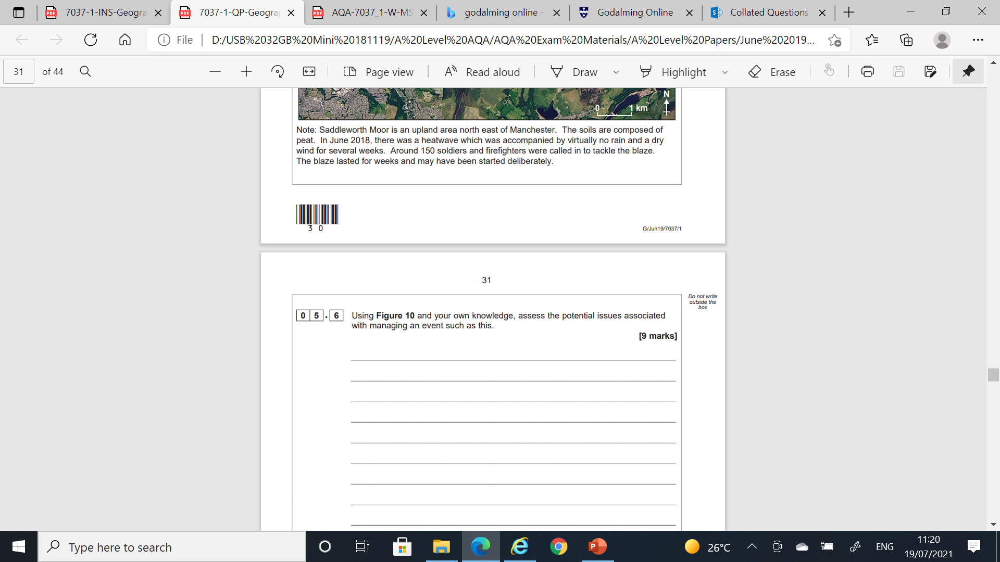 7037-1-INS-Geogra
7037-1-QP-Geograp
AQA-7037_1-W-MS
godalming online -
Godalming Online
Collated Questions
File
D:/USB%2032GB%20Mini%20181119/A%20Level%20AQA/AQA%20Exam%20Materials/A%20Level%20Papers/June%202019...
31 of 44
Page view
Read aloud
Draw
Highlight
Erase
N
0 1 km
Note: Saddleworth Moor is an upland area north east of Manchester. The soils are composed of
peat. In June 2018, there was a heatwave which was accompanied by virtually no rain and a dry
wind for several weeks. Around 150 soldiers and firefighters were called in to tackle the blaze.
The blaze lasted for weeks and may have been started deliberately.
3 0
G/Jun19/7037/1
31
Do not write
outside the
box
0 5 . 6 Using Figure 10 and your own knowledge, assess the potential issues associated
with managing an event such as this.
[9 marks]
Type here to search
26°C
ENG
11:20
19/07/2021